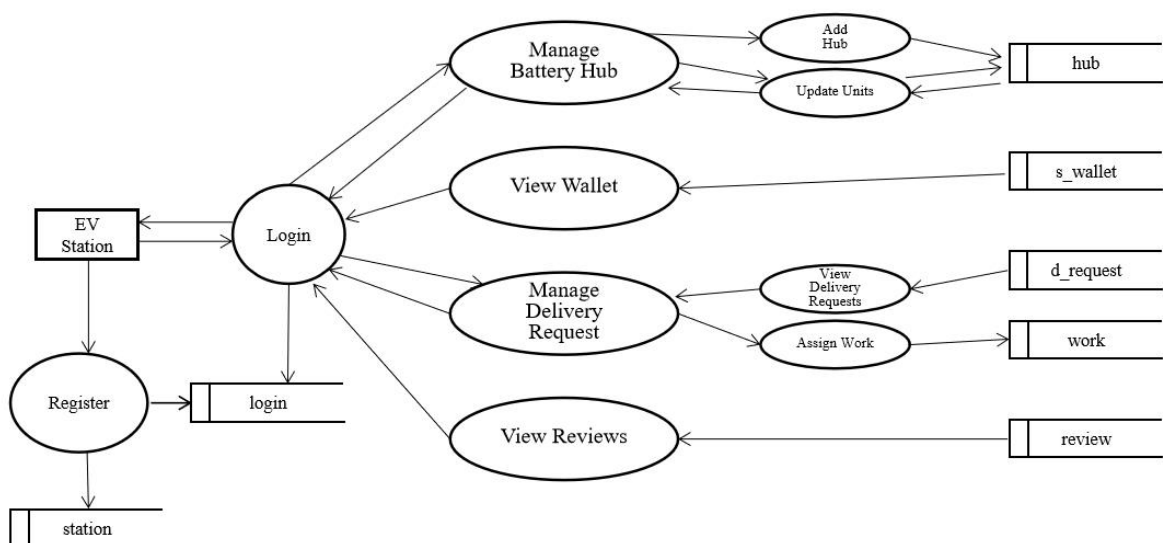 Manage
Battery Hub
Add
Hub
Update Units
hub
View Wallet
s_wallet
EV
Station
Login
Manage
Delivery
Request
View
Delivery
Requests
Assign Work
d_request
work
Register
login
View Reviews
review
station